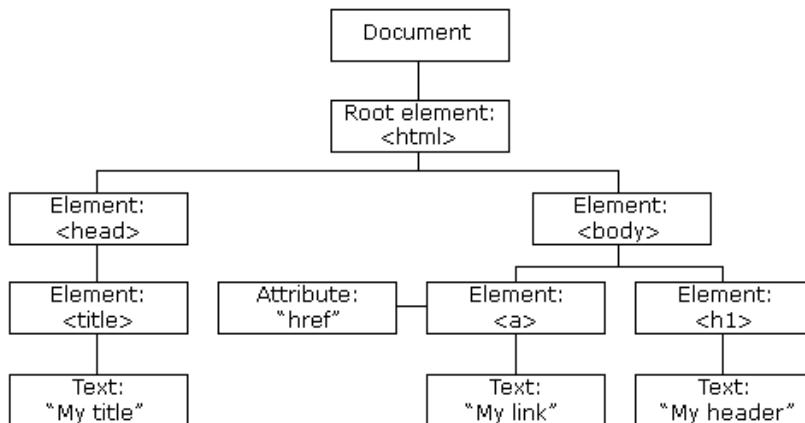 Document
Root element:
<html>
Element:
<head>
Element:
<body>
Element:
<title>
Attribute:
“href”
Element:
<a>
Element:
<h1>
Text:
“My title”
Text:
“My link”
Text:
“My header”